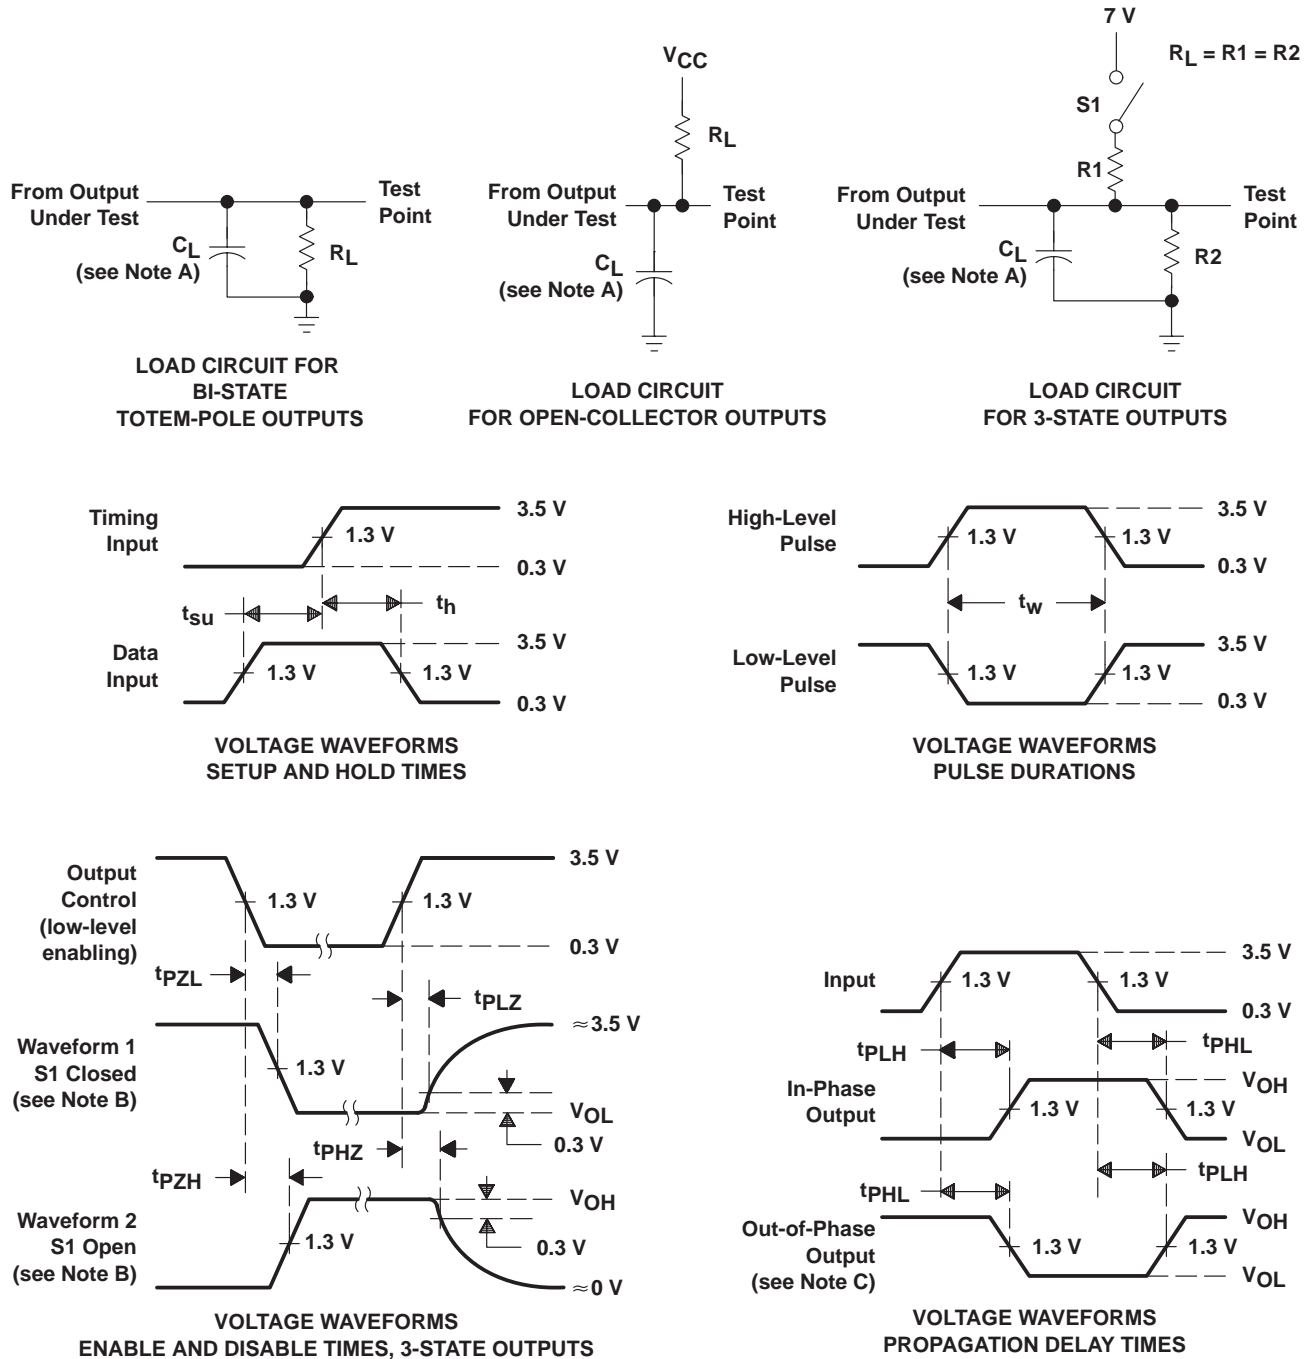 From Output
Under Test
CL
(see Note A)
RL
Test
Point
LOAD CIRCUIT FOR
BI-STATE
TOTEM-POLE OUTPUTS
VCC
RL
From Output
Under Test
Test
Point
CL
(see Note A)
LOAD CIRCUIT
FOR OPEN-COLLECTOR OUTPUTS
7 V
RL = R1 = R2
S1
R1
From Output
Under Test
Test
Point
CL
(see Note A)
R2
LOAD CIRCUIT
FOR 3-STATE OUTPUTS
Timing
Input
1.3 V
3.5 V
0.3 V
tsu
th
Data
Input
1.3 V
1.3 V
3.5 V
0.3 V
VOLTAGE WAVEFORMS
SETUP AND HOLD TIMES
High-Level
Pulse
1.3 V
1.3 V
3.5 V
0.3 V
tw
Low-Level
Pulse
1.3 V
1.3 V
3.5 V
0.3 V
VOLTAGE WAVEFORMS
PULSE DURATIONS
Output
Control
(low-level
enabling)
1.3 V
1.3 V
3.5 V
0.3 V
tPZL
tPLZ
Waveform 1
S1 Closed
(see Note B)
1.3 V
≈3.5 V
VOL
0.3 V
tPHZ
tPZH
Waveform 2
S1 Open
(see Note B)
1.3 V
VOH
0.3 V
≈0 V
VOLTAGE WAVEFORMS
ENABLE AND DISABLE TIMES, 3-STATE OUTPUTS
Input
1.3 V
1.3 V
3.5 V
0.3 V
tPLH
tPHL
In-Phase
Output
1.3 V
1.3 V
VOH
VOL
tPHL
tPLH
Out-of-Phase
Output
(see Note C)
1.3 V
1.3 V
VOH
VOL
VOLTAGE WAVEFORMS
PROPAGATION DELAY TIMES